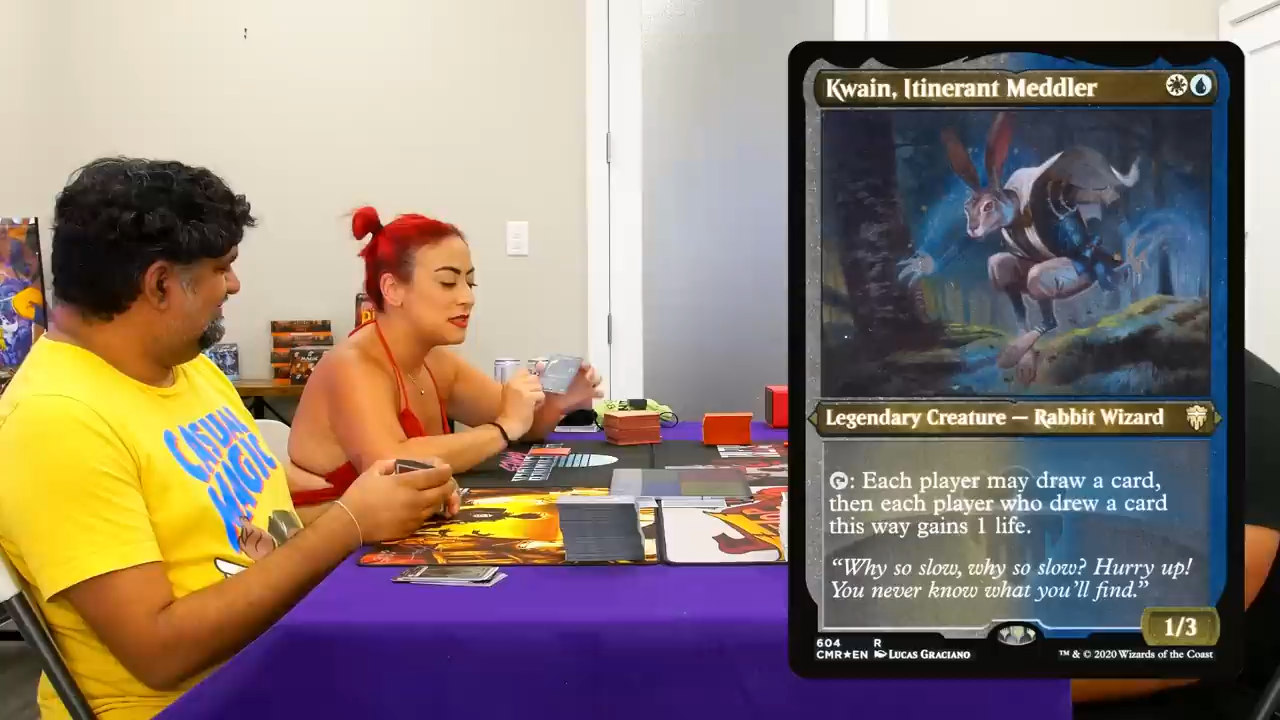 CASUAL
MAGIC
Kwain, Itinerant Meddler
Legendary Creature — Rabbit Wizard
: Each player may draw a card,
then each player who drew a card
this way gains 1 life.
“Why so slow, why so slow? Hurry up!
You never know what you’ll find.”
1/3
604 R
CMR★EN Lucas Graciano
™ & © 2020 Wizards of the Coast